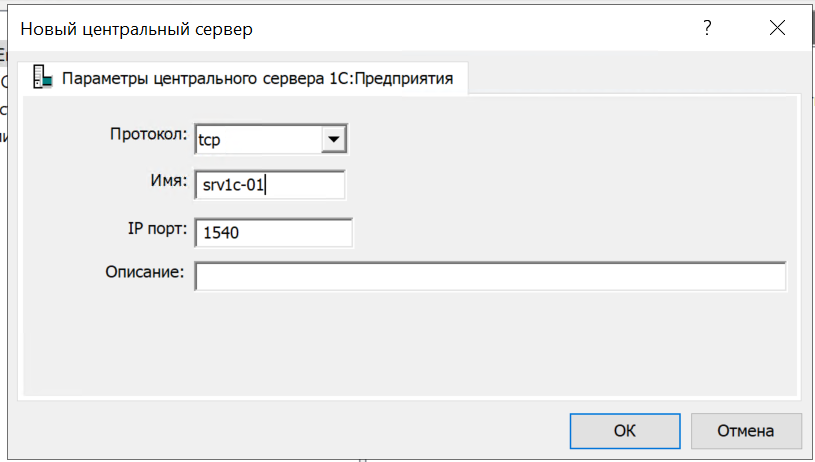 Новый центральный сервер
?
Параметры центрального сервера 1С:Предприятия
Протокол: tcp
Имя: srv1c-01
IP порт: 1540
Описание:
ОК Отмена